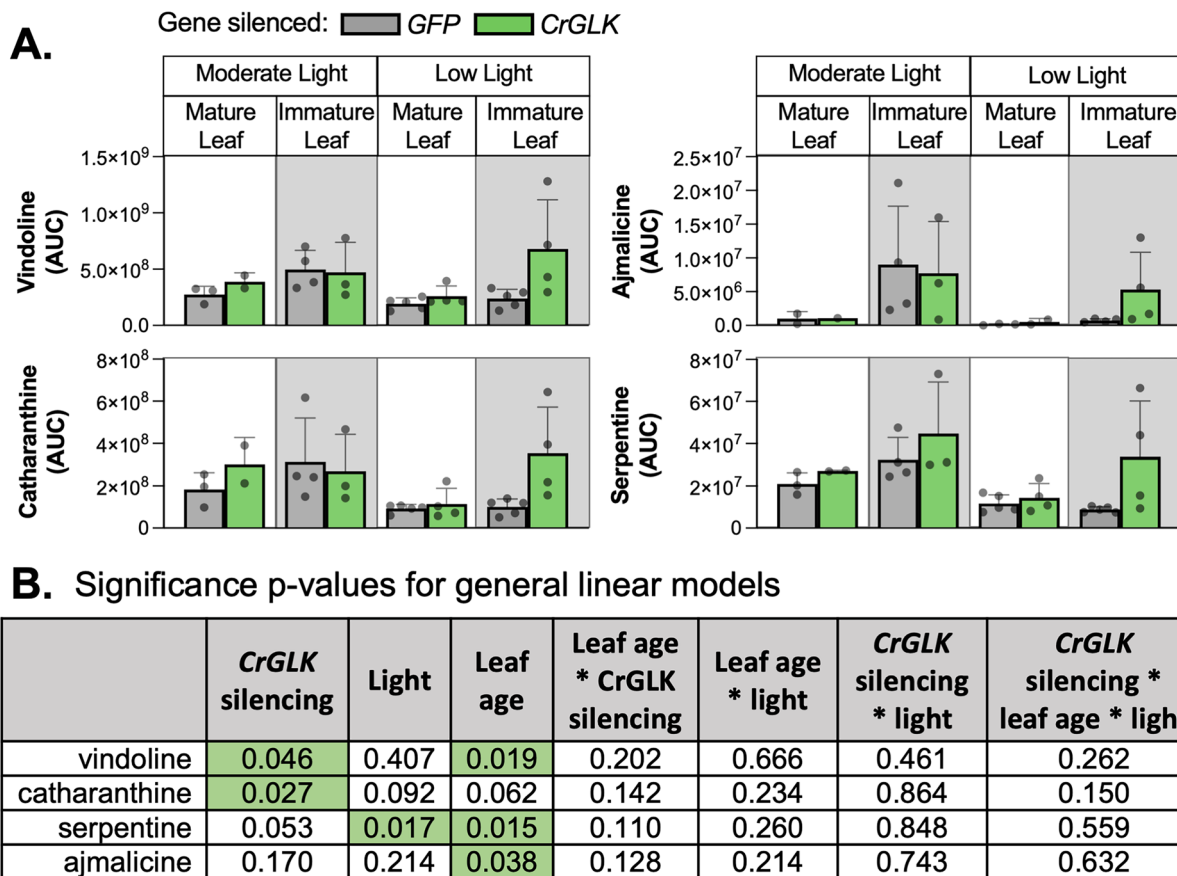 Gene silenced: GFP CrGLK
A.
Moderate Light Low Light
Mature Leaf Immature Leaf Mature Leaf Immature Leaf
Vindoline (AUC)
1.5×10⁹
1.0×10⁹
5.0×10⁸
0.0
Moderate Light Low Light
Mature Leaf Immature Leaf Mature Leaf Immature Leaf
Ajmalicine (AUC)
2.5×10⁷
2.0×10⁷
1.5×10⁷
1.0×10⁷
5.0×10⁶
0.0
Catharanthine (AUC)
8×10⁸
6×10⁸
4×10⁸
2×10⁸
0
Serpentine (AUC)
8×10⁷
6×10⁷
4×10⁷
2×10⁷
0
B. Significance p-values for general linear models
CrGLK silencing Light Leaf age Leaf age * CrGLK silencing Leaf age * light CrGLK silencing * light CrGLK silencing * leaf age * ligh
vindoline 0.046 0.407 0.019 0.202 0.666 0.461 0.262
catharanthine 0.027 0.092 0.062 0.142 0.234 0.864 0.150
serpentine 0.053 0.017 0.015 0.110 0.260 0.848 0.559
ajmalicine 0.170 0.214 0.038 0.128 0.214 0.743 0.632